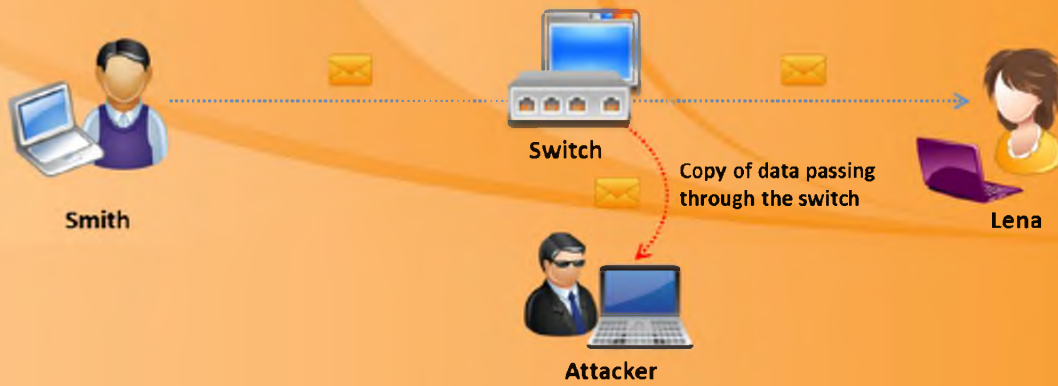 Switch
Copy of data passing
through the switch
Smith
Lena
Attacker